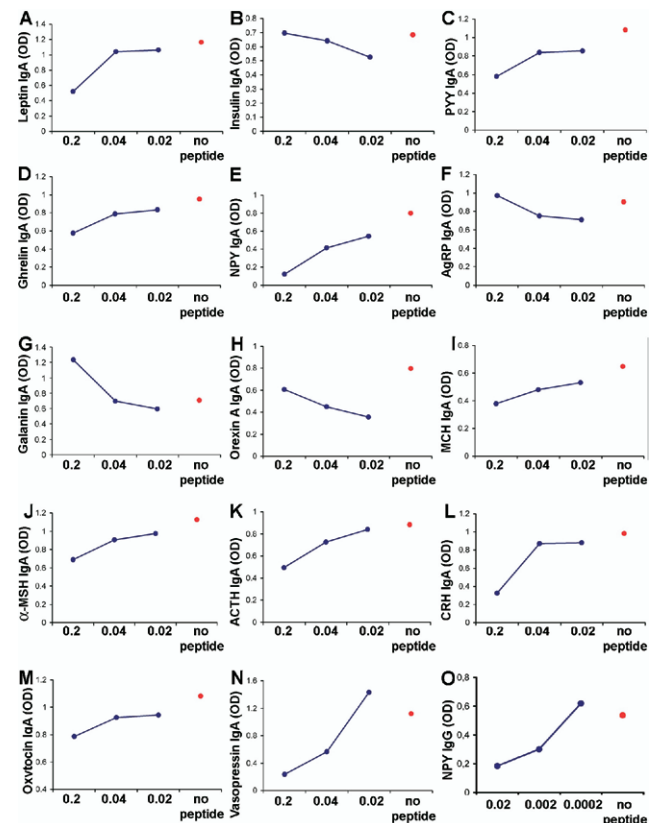 A
Leptin IgA (OD)
1.4
1.2
1
0.8
0.6
0.4
0.2
0
0.2 0.04 0.02 no
peptide
B
Insulin IgA (OD)
0.8
0.7
0.6
0.5
0.4
0.3
0.2
0.1
0
0.2 0.04 0.02 no
peptide
C
PYY IgA (OD)
1.2
1
0.8
0.6
0.4
0.2
0
0.2 0.04 0.02 no
peptide
D
Ghrelin IgA (OD)
1.2
1
0.8
0.6
0.4
0.2
0
0.2 0.04 0.02 no
peptide
E
NPY IgA (OD)
1
0.8
0.6
0.4
0.2
0
0.2 0.04 0.02 no
peptide
F
AgRP IgA (OD)
1.2
1
0.8
0.6
0.4
0.2
0
0.2 0.04 0.02 no
peptide
G
Galanin IgA (OD)
1.4
1.2
1
0.8
0.6
0.4
0.2
0
0.2 0.04 0.02 no
peptide
H
Orexin A IgA (OD)
1
0.8
0.6
0.4
0.2
0
0.2 0.04 0.02 no
peptide
I
MCH IgA (OD)
0.8
0.6
0.4
0.2
0
0.2 0.04 0.02 no
peptide
J
α-MSH IgA (OD)
1.2
1
0.8
0.6
0.4
0.2
0
0.2 0.04 0.02 no
peptide
K
ACTH IgA (OD)
1.2
1
0.8
0.6
0.4
0.2
0
0.2 0.04 0.02 no
peptide
L
CRH IgA (OD)
1.2
1
0.8
0.6
0.4
0.2
0
0.2 0.04 0.02 no
peptide
M
Oxytocin IgA (OD)
1.2
1
0.8
0.6
0.4
0.2 0.04 0.02 no
peptide
N
Vasopressin IgA (OD)
1.6
1.4
1.2
1
0.8
0.6
0.4
0.2
0
0.2 0.04 0.02 no
peptide
O
NPY IgG (OD)
0,8
0,6
0,4
0,2
0
0.02 0.002 0.0002 no
peptide